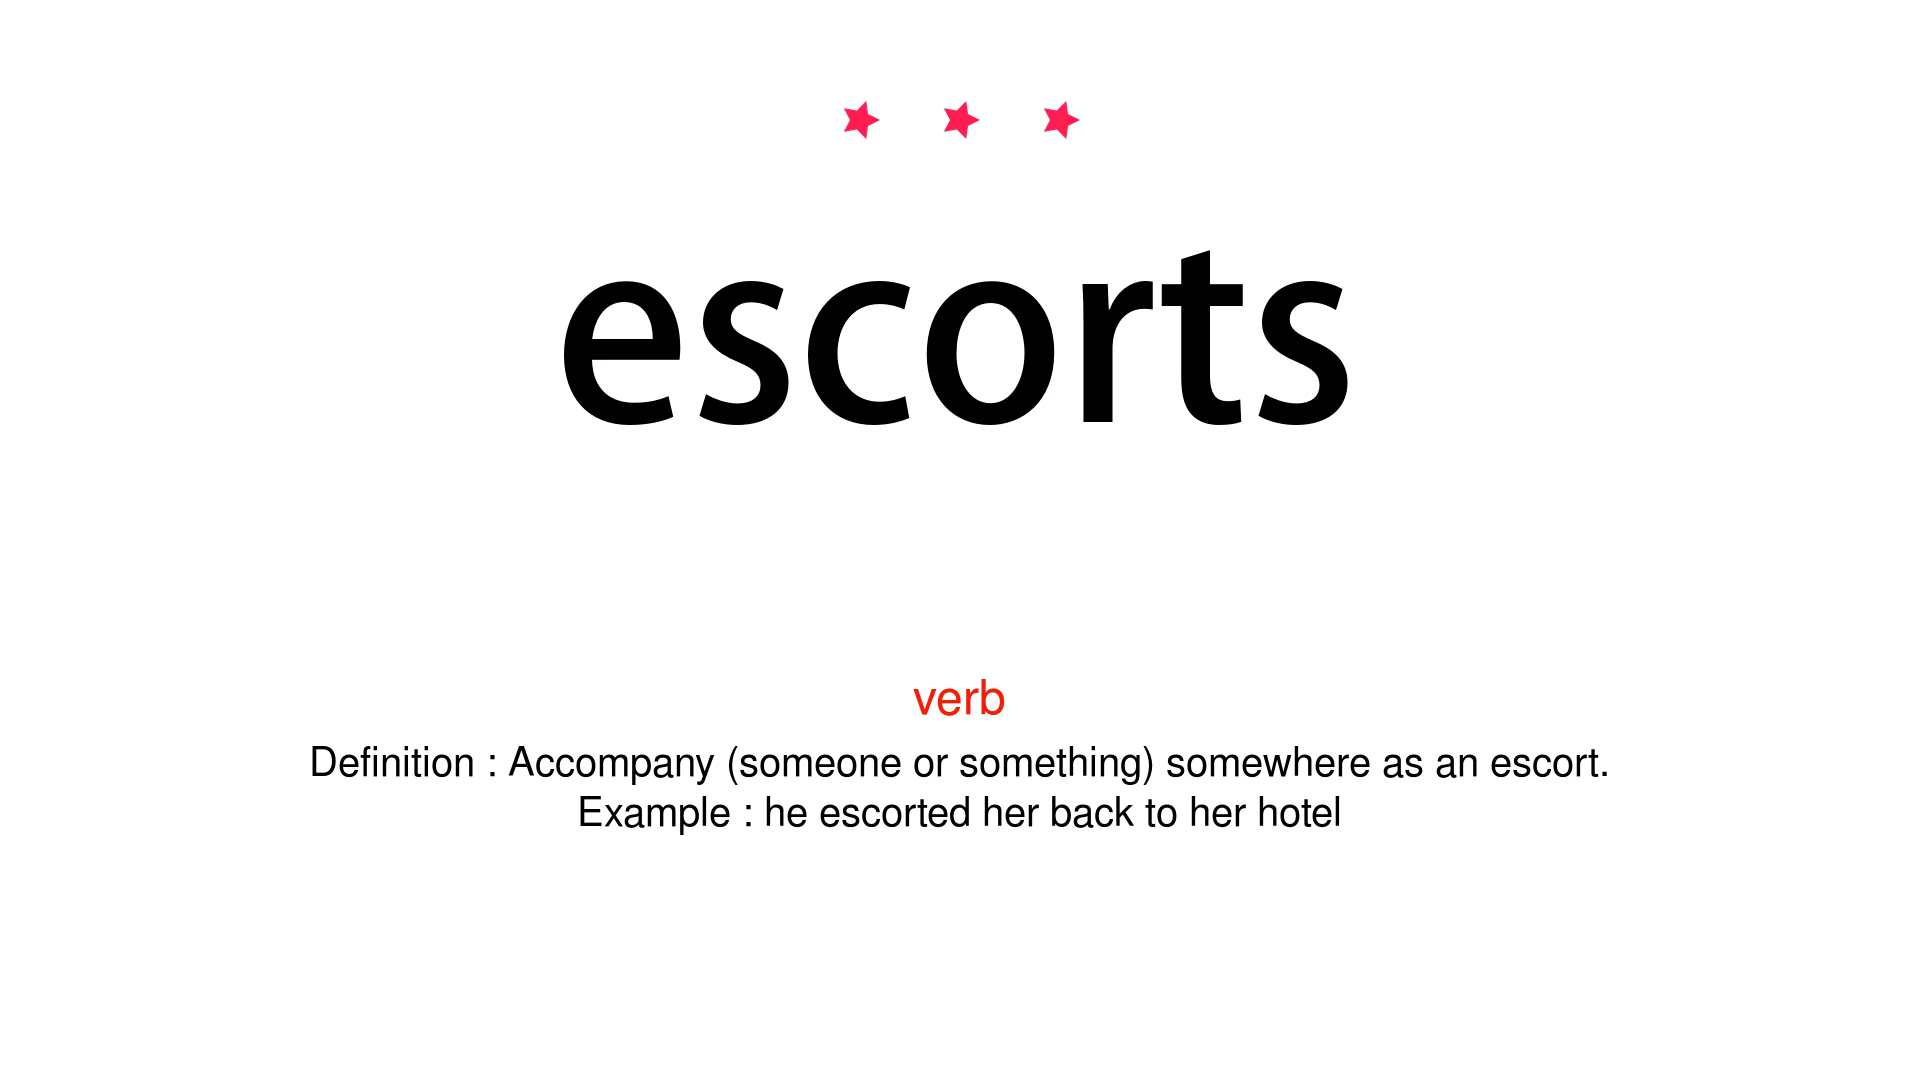 escorts
verb
Definition : Accompany (someone or something) somewhere as an escort.
Example : he escorted her back to her hotel